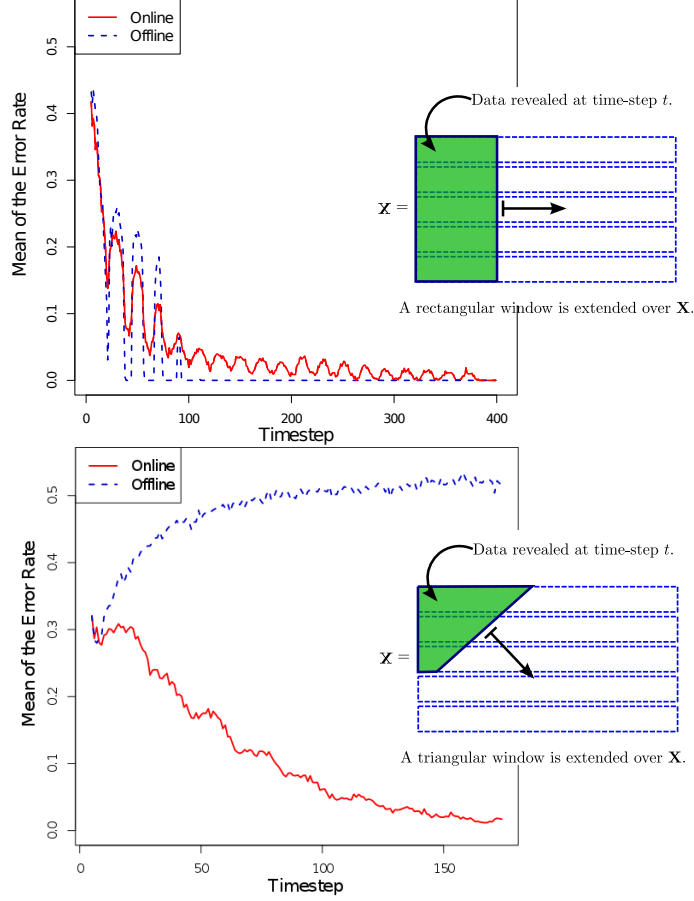 Online
Offline
Mean of the Error Rate
0.5
0.4
0.3
0.2
0.1
0.0
0 100 200 300 400
Timestep
Data revealed at time-step t.
X =
A rectangular window is extended over X.
Online
Offline
Mean of the Error Rate
0.5
0.4
0.3
0.2
0.1
0.0
0 50 100 150
Timestep
Data revealed at time-step t.
X =
A triangular window is extended over X.